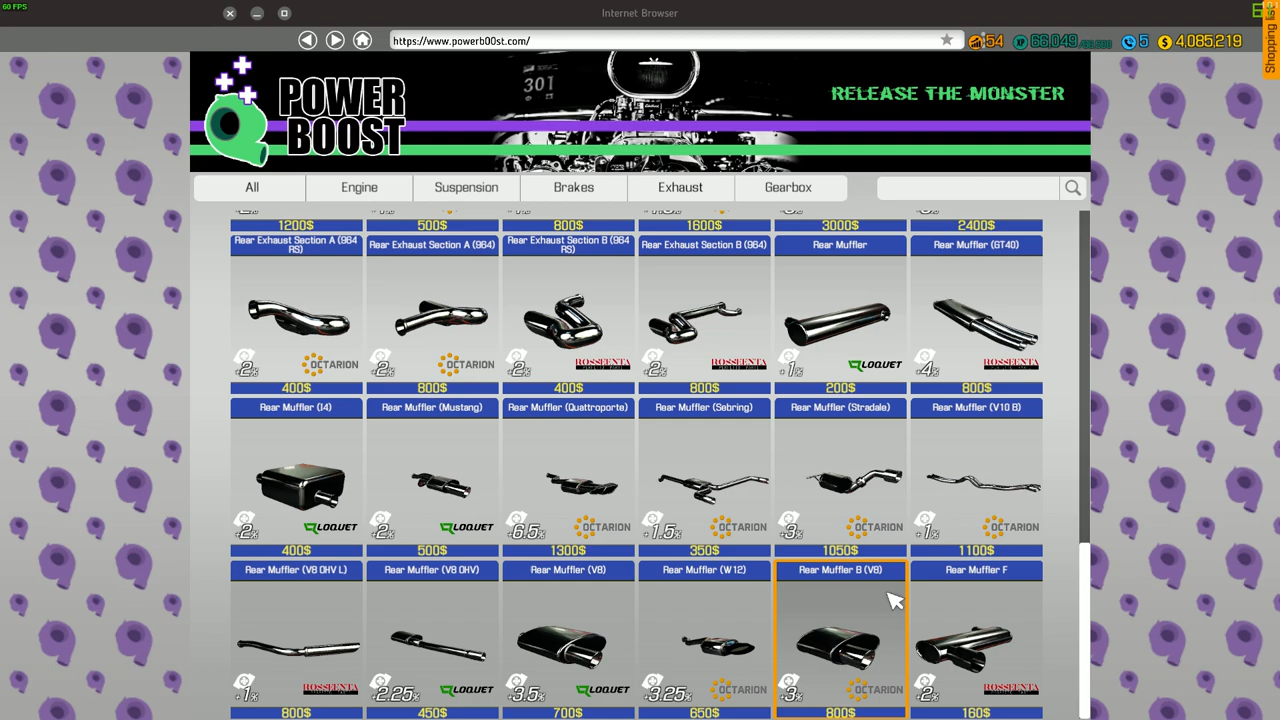 60 FPS
Internet Browser
https://www.powerb00st.com/
54
66,049
5
$ 4,085,219
Shopping list
POWER
BOOST
301
RELEASE THE MONSTER
All
Engine
Suspension
Brakes
Exhaust
Gearbox
1200$
500$
800$
1600$
3000$
2400$
Rear Exhaust Section A (964
RS)
Rear Exhaust Section A (964)
Rear Exhaust Section B (964
RS)
Rear Exhaust Section B (964)
Rear Muffler
Rear Muffler (GT40)
+2% OCTARION
+2% OCTARION
+2% ROSSFENTA
+2% ROSSFENTA
+1% LOQUET
+4% ROSSFENTA
400$
800$
400$
800$
200$
800$
Rear Muffler (I4)
Rear Muffler (Mustang)
Rear Muffler (Quattroporte)
Rear Muffler (Sebring)
Rear Muffler (Stradale)
Rear Muffler (V10 B)
+2% LOQUET
+2% LOQUET
+6.5% OCTARION
+1.5% OCTARION
+3% OCTARION
+1% OCTARION
400$
500$
1300$
350$
1050$
1100$
Rear Muffler (V8 OHV L)
Rear Muffler (V8 OHV)
Rear Muffler (V8)
Rear Muffler (W12)
Rear Muffler B (V8)
Rear Muffler F
+1% ROSSFENTA
+2.25% LOQUET
+3.5% LOQUET
+3.25% OCTARION
+3% OCTARION
+2% ROSSFENTA
800$
450$
700$
650$
800$
160$